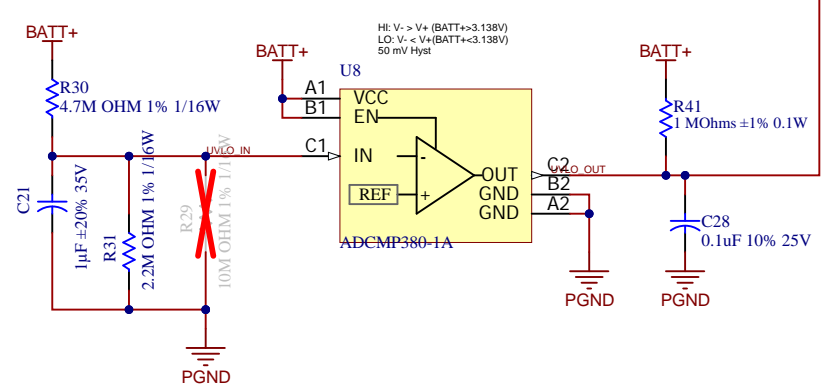 HI: V- > V+ (BATT+>3.138V)
LO: V- < V+(BATT+<3.138V)
50 mV Hyst
BATT+
BATT+
BATT+
U8
R30
4.7M OHM 1% 1/16W
A1
VCC
B1
EN
R41
1 MOhms ±1% 0.1W
UVLO_IN
C1
IN
-
OUT
C2
UVLO_OUT
REF
+
GND
B2
GND
A2
C21
1µF ±20% 35V
R31
2.2M OHM 1% 1/16W
R29
10M OHM 1% 1/16W
C28
0.1uF 10% 25V
ADCMP380-1A
PGND
PGND
PGND